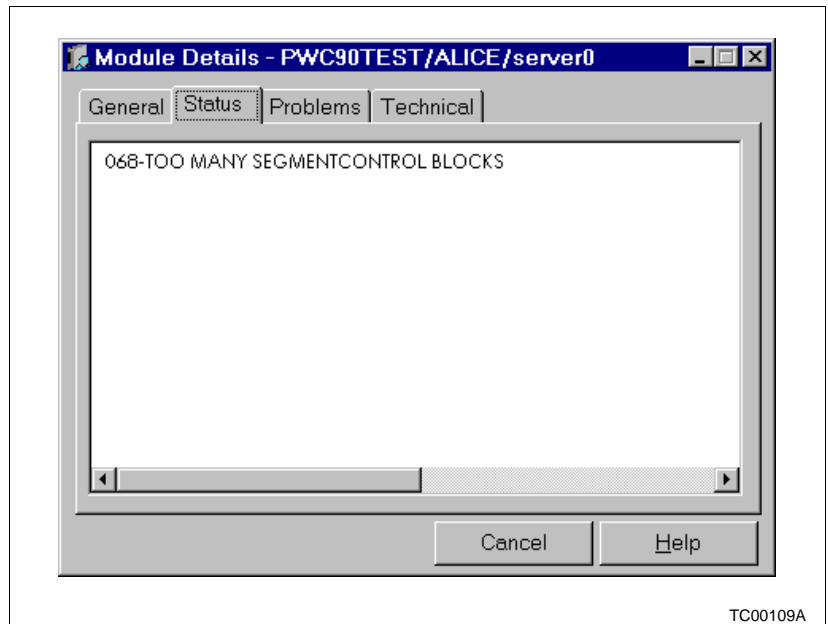 Module Details - PWC90TEST/ALICE/server0
General Status Problems Technical
068-TOO MANY SEGMENTCONTROL BLOCKS
Cancel Help
TC00109A